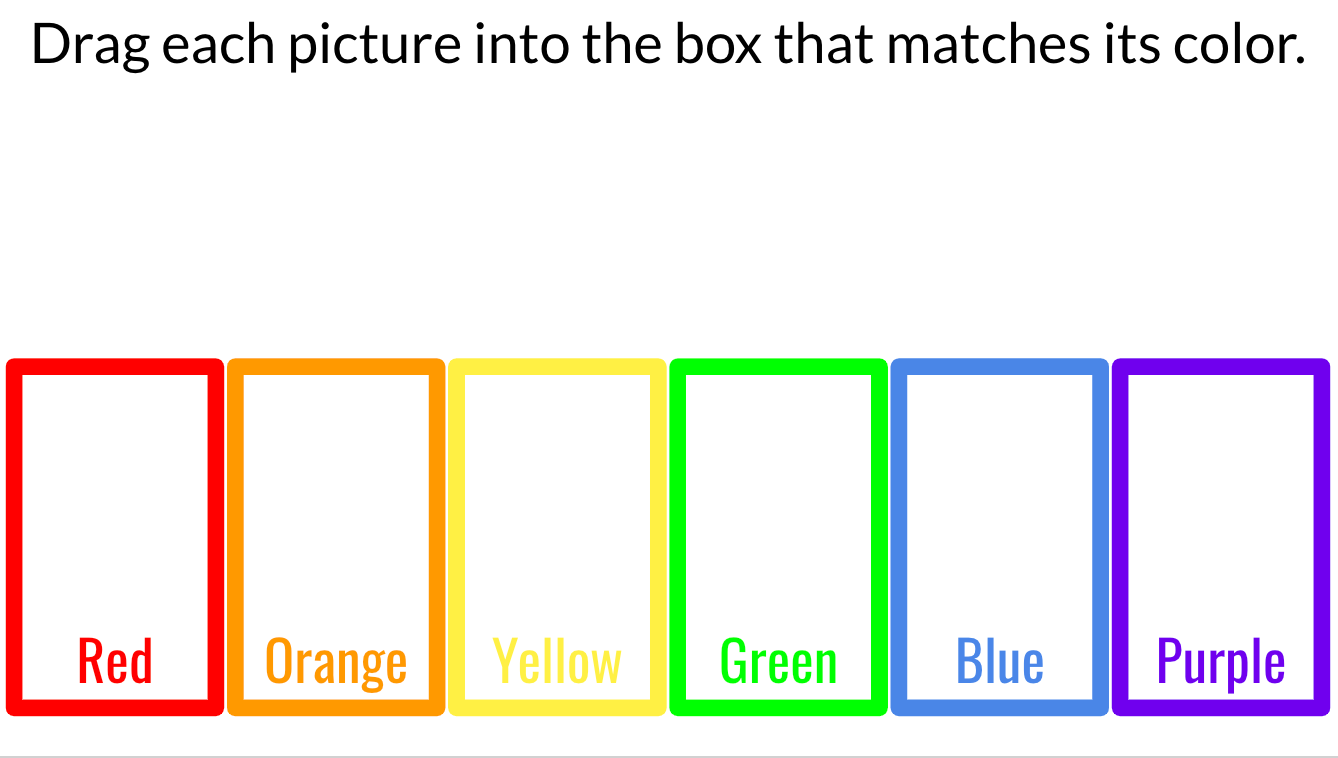 Drag each picture into the box that matches its color.
Red
Orange
Yellow
Green
Blue
Purple